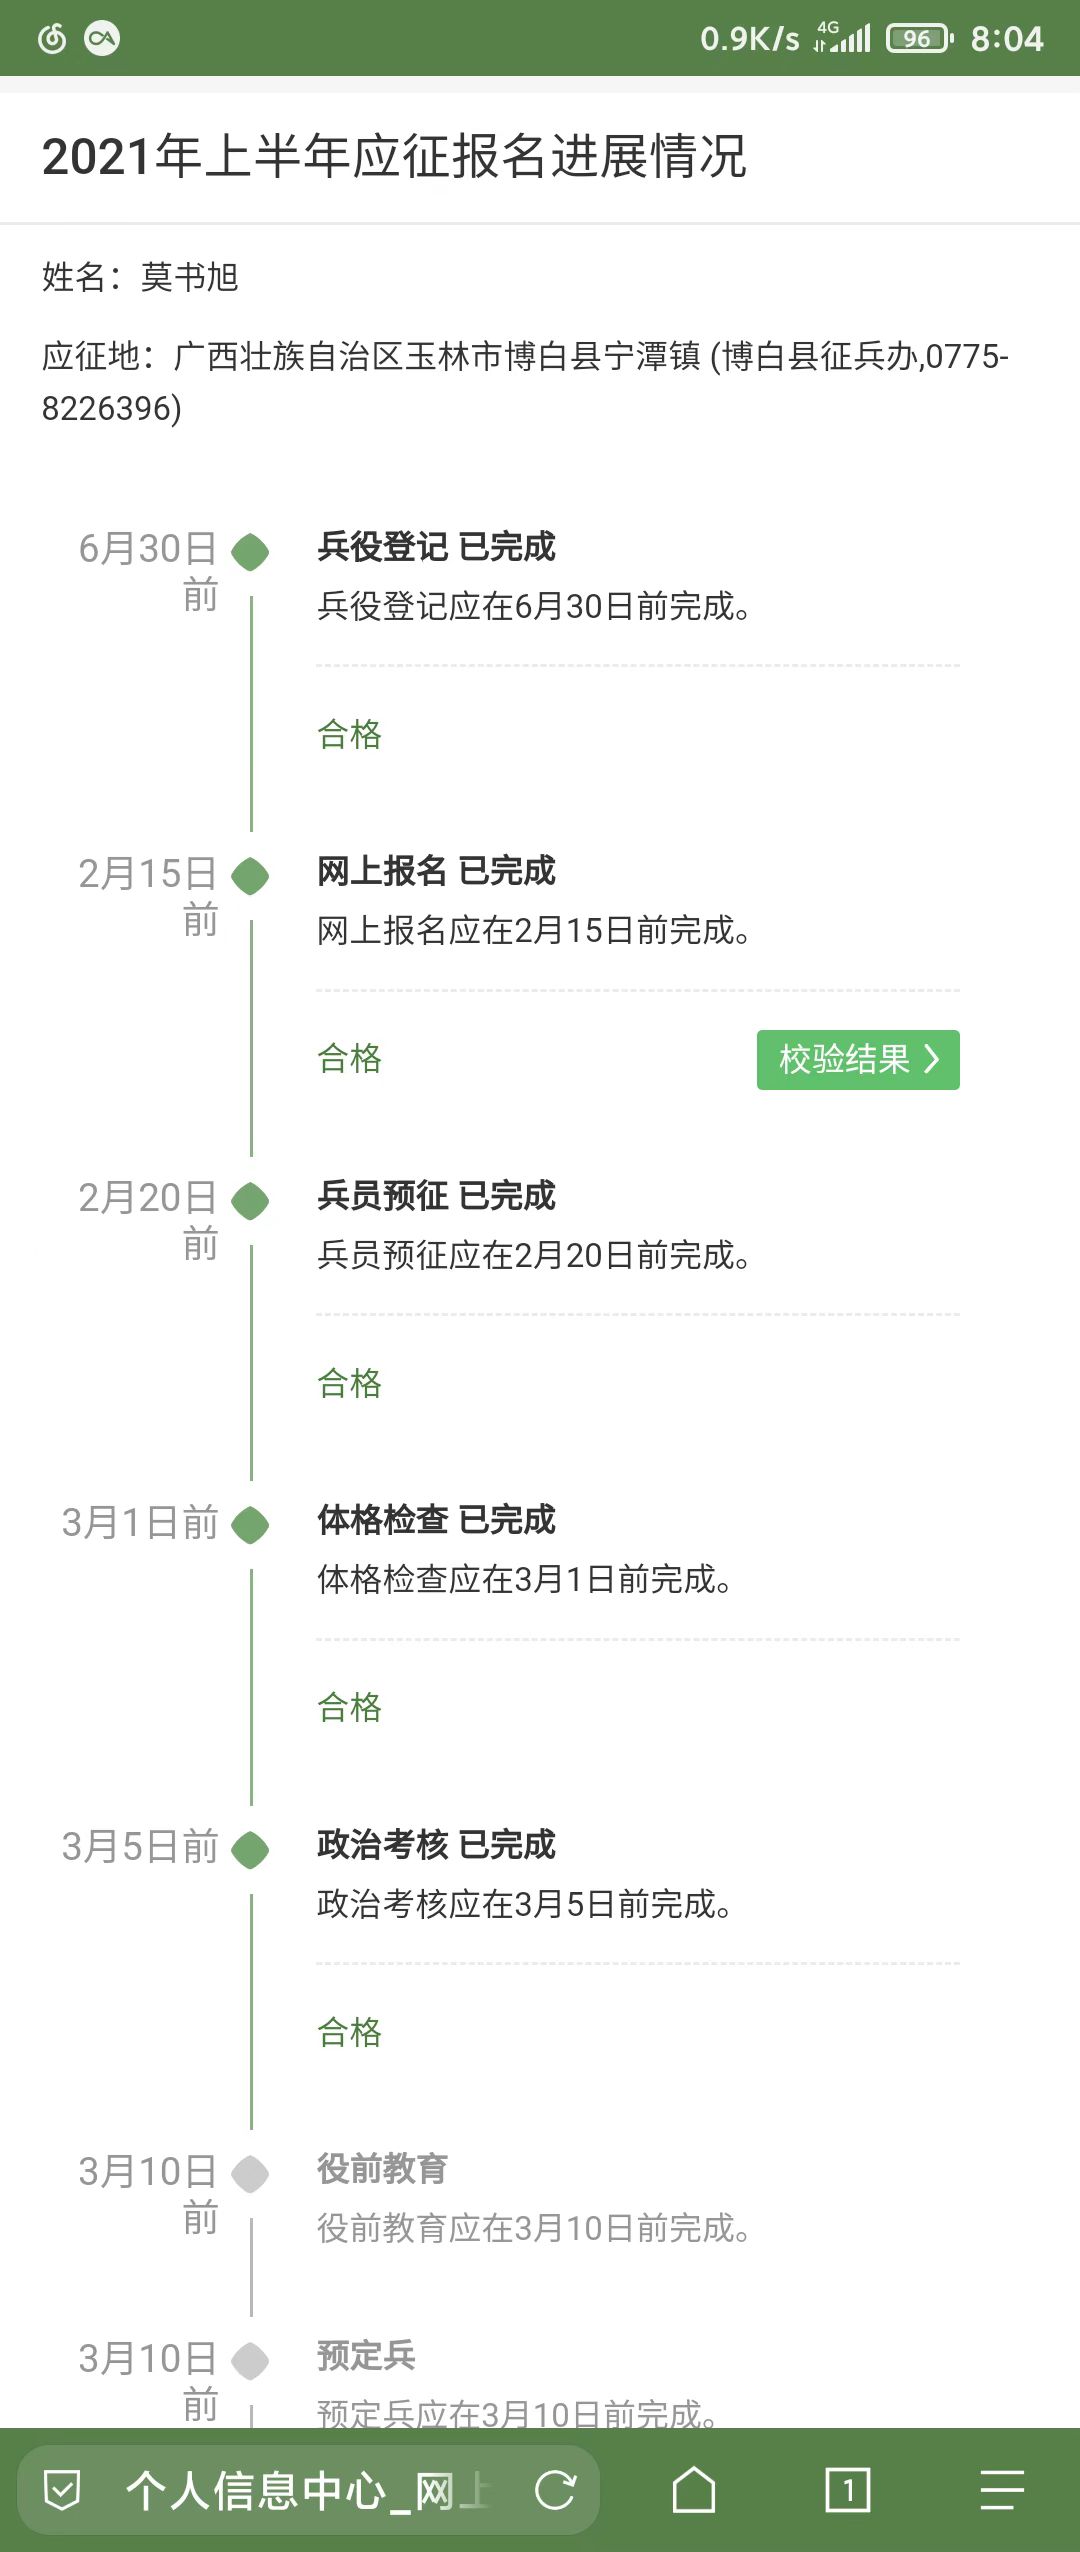 0.9K/s 4G 96 8:04
2021年上半年应征报名进展情况
姓名：莫书旭
应征地：广西壮族自治区玉林市博白县宁潭镇 (博白县征兵办,0775-
8226396)
6月30日前
兵役登记 已完成
兵役登记应在6月30日前完成。
合格
2月15日前
网上报名 已完成
网上报名应在2月15日前完成。
合格
校验结果
2月20日前
兵员预征 已完成
兵员预征应在2月20日前完成。
合格
3月1日前
体格检查 已完成
体格检查应在3月1日前完成。
合格
3月5日前
政治考核 已完成
政治考核应在3月5日前完成。
合格
3月10日前
役前教育
役前教育应在3月10日前完成。
3月10日前
预定兵
预定兵应在3月10日前完成。
个人信息中心_网上
1